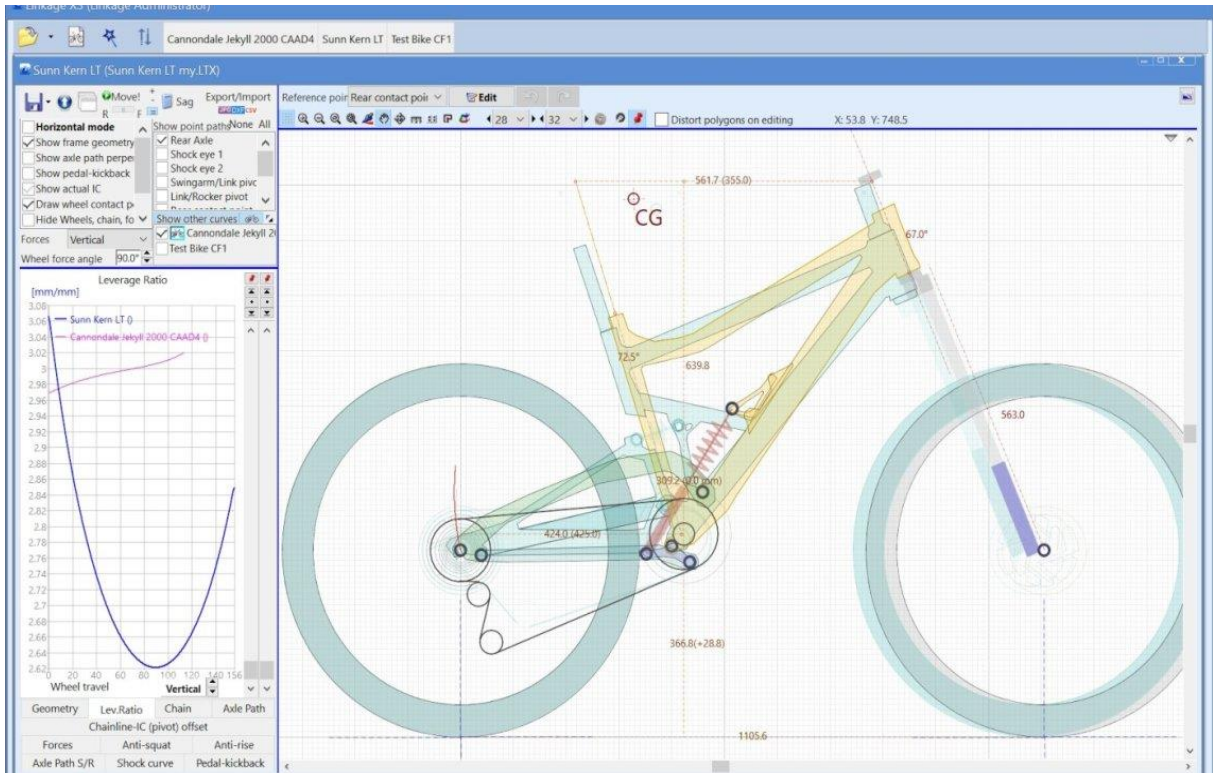 Linkage X3 (Linkage Administrator)
Cannondale Jekyll 2000 CAAD4 Sunn Kern LT Test Bike CF1
Sunn Kern LT (Sunn Kern LT my.LTX)
Move! Sag Export/Import
R F
Reference poin Rear contact poin Edit
28 32 Distort polygons on editing X: 53.8 Y: 748.5
Horizontal mode
Show frame geometry
Show axle path perpe
Show pedal-kickback
Show actual IC
Draw wheel contact p
Hide Wheels, chain, fo
Show point paths None All
Rear Axle
Shock eye 1
Shock eye 2
Swingarm/Link pivc
Link/Rocker pivot
Show other curves
Cannondale Jekyll 2
Test Bike CF1
Forces Vertical
Wheel force angle 90.0°
Leverage Ratio
[mm/mm]
Sunn Kern LT ()
Cannondale Jekyll 2000 CAAD4 ()
3.08
3.06
3.04
3.02
3
2.98
2.96
2.94
2.92
2.9
2.88
2.86
2.84
2.82
2.8
2.78
2.76
2.74
2.72
2.7
2.68
2.66
2.64
2.62
0 20 40 60 80 100 120 140 156
Wheel travel Vertical
Geometry Lev.Ratio Chain Axle Path
Chainline-IC (pivot) offset
Forces Anti-squat Anti-rise
Axle Path S/R Shock curve Pedal-kickback
561.7 (355.0)
CG
67.0°
72.5°
639.8
563.0
309.2 (0.0 mm)
424.0 (425.0)
366.8(+28.8)
1105.6